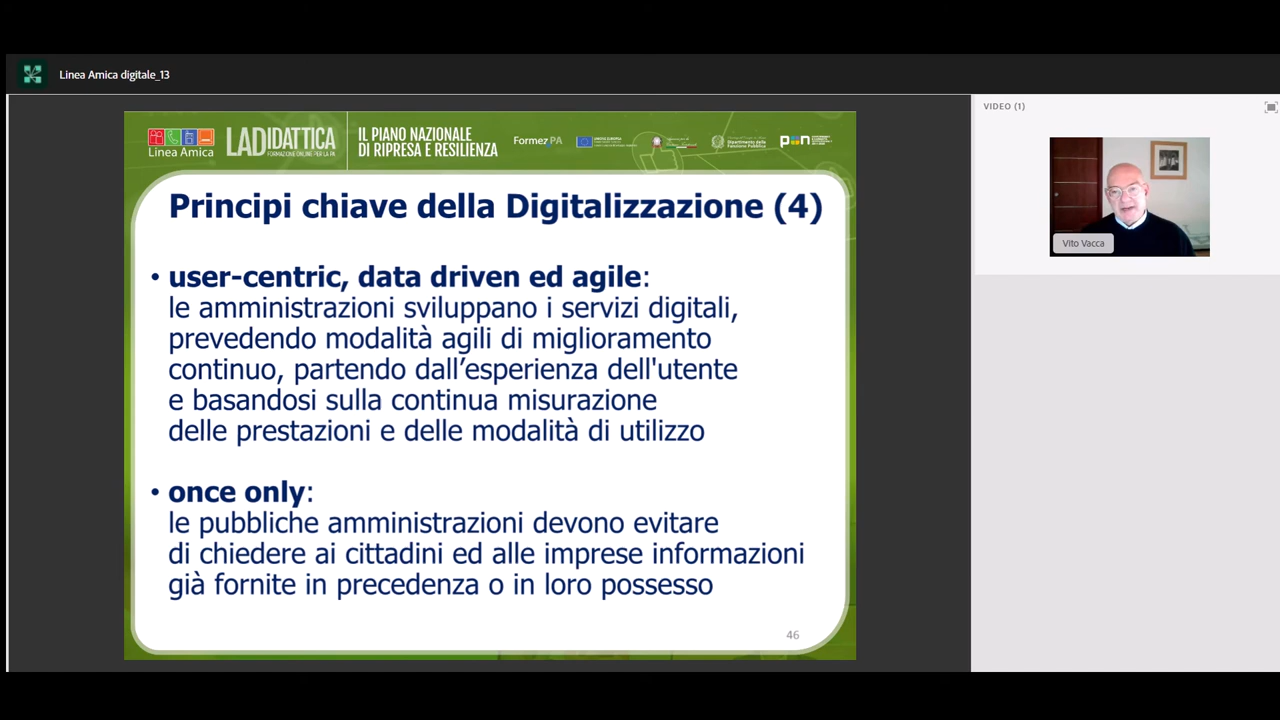 Linea Amica digitale_13
VIDEO (1)
Linea Amica
LADIDATTICA
FORMAZIONE ONLINE PER LA PA
IL PIANO NAZIONALE
DI RIPRESA E RESILIENZA
FormezPA
UNIONE EUROPEA
Dipartimento della
Funzione Pubblica
Principi chiave della Digitalizzazione (4)
• user-centric, data driven ed agile:
le amministrazioni sviluppano i servizi digitali,
prevedendo modalità agili di miglioramento
continuo, partendo dall’esperienza dell'utente
e basandosi sulla continua misurazione
delle prestazioni e delle modalità di utilizzo
• once only:
le pubbliche amministrazioni devono evitare
di chiedere ai cittadini ed alle imprese informazioni
già fornite in precedenza o in loro possesso
46
Vito Vacca